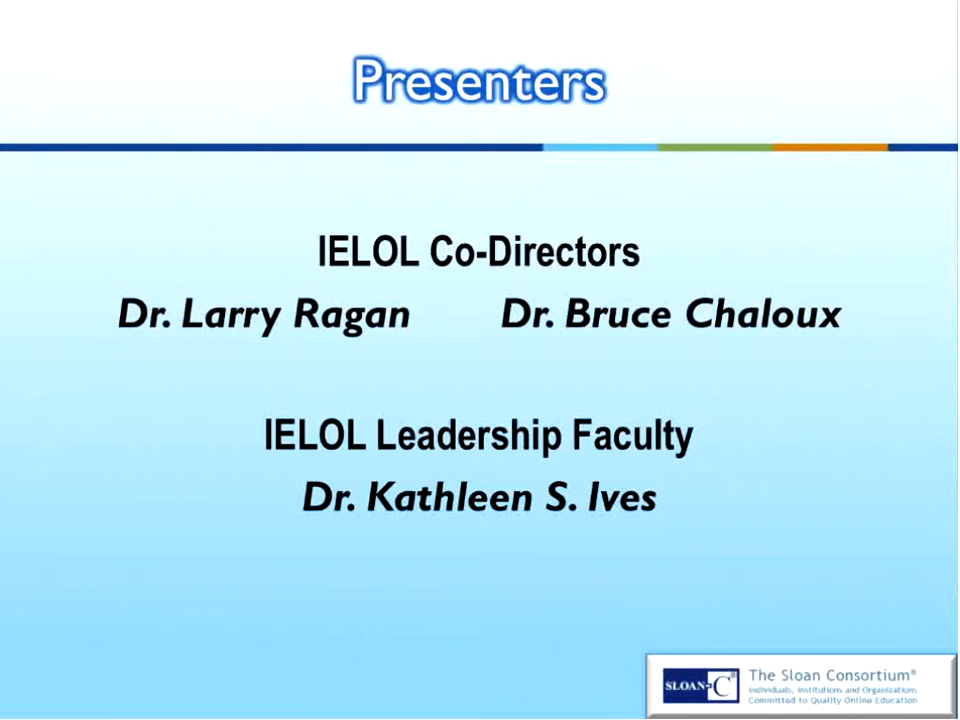 Presenters
IELOL Co-Directors
Dr. Larry Ragan Dr. Bruce Chaloux
IELOL Leadership Faculty
Dr. Kathleen S. Ives
SLOAN-C®
The Sloan Consortium®
Individuals, Institutions and Organizations
Committed to Quality Online Education